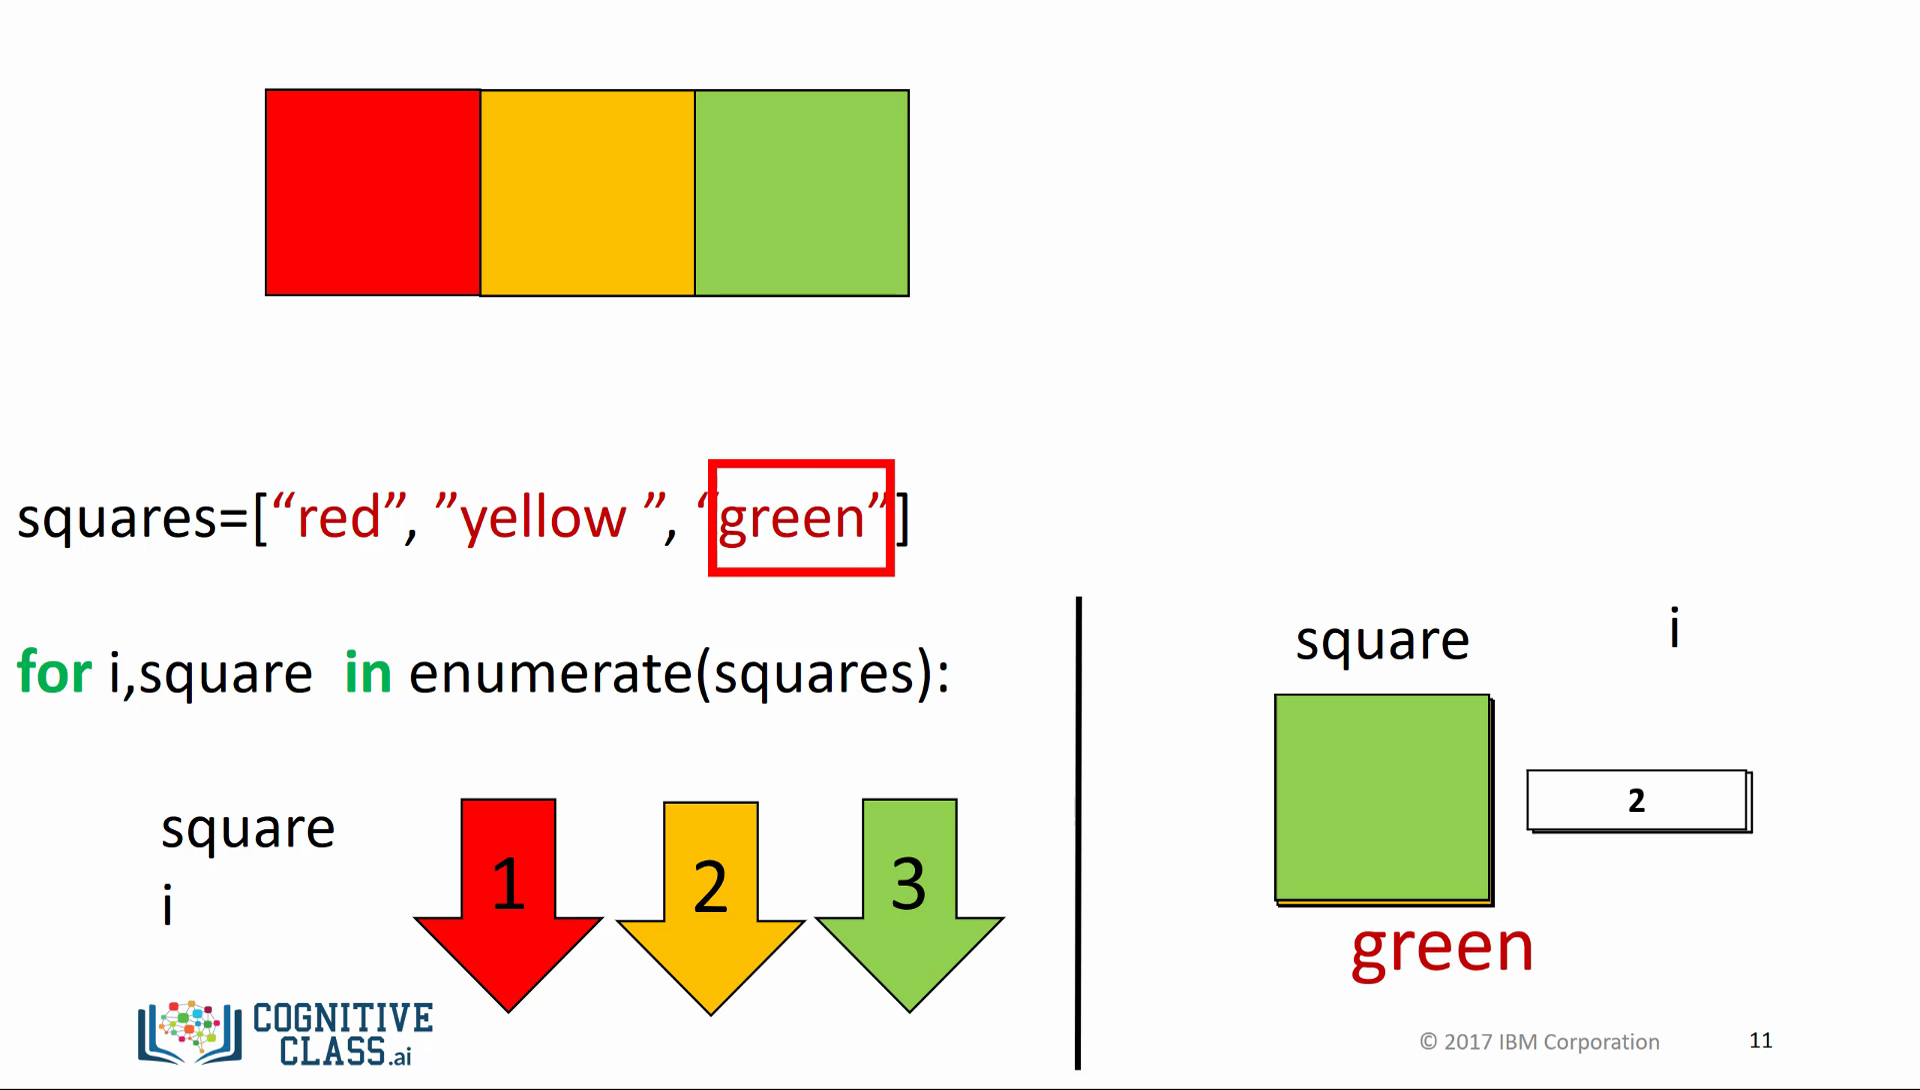 squares=[“red”, ”yellow ”, “green”]
for i,square in enumerate(squares):
square
i
1 2 3
square
i
2
green
COGNITIVE
CLASS.ai
© 2017 IBM Corporation
11